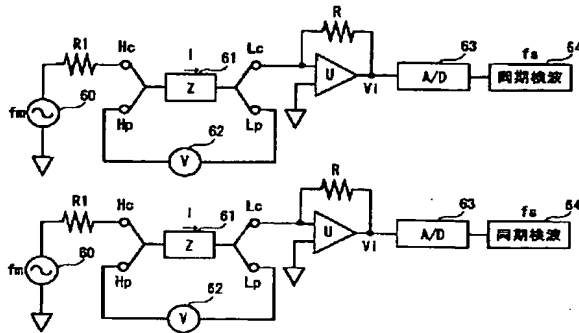 R1 Hc I 61 Lc R 63 64
fs
Z U A/D 同期検波
Vi
60 fm Hp 62 Lp
V
R1 Hc I 61 Lc R 63 64
fs
Z U A/D 同期検波
Vi
60 fm Hp 62 Lp
V